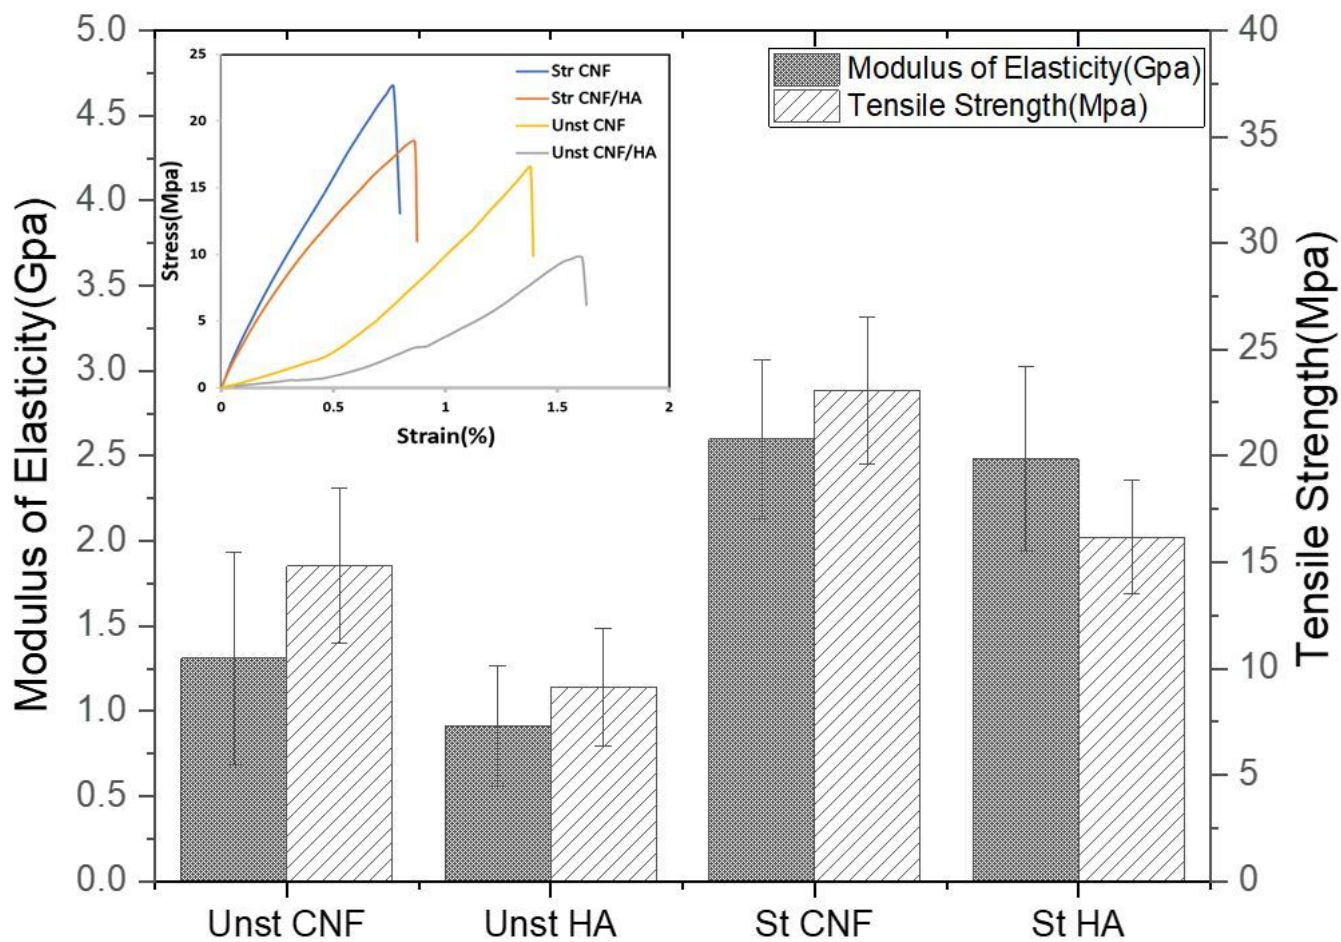 5.0
4.5
4.0
3.5
3.0
2.5
2.0
1.5
1.0
0.5
0.0
Modulus of Elasticity(Gpa)
25
20
15
10
5
0
Stress(Mpa)
0
0.5
1
1.5
2
Strain(%)
Str CNF
Str CNF/HA
Unst CNF
Unst CNF/HA
Modulus of Elasticity(Gpa)
Tensile Strength(Mpa)
40
35
30
25
20
15
10
5
0
Tensile Strength(Mpa)
Unst CNF
Unst HA
St CNF
St HA